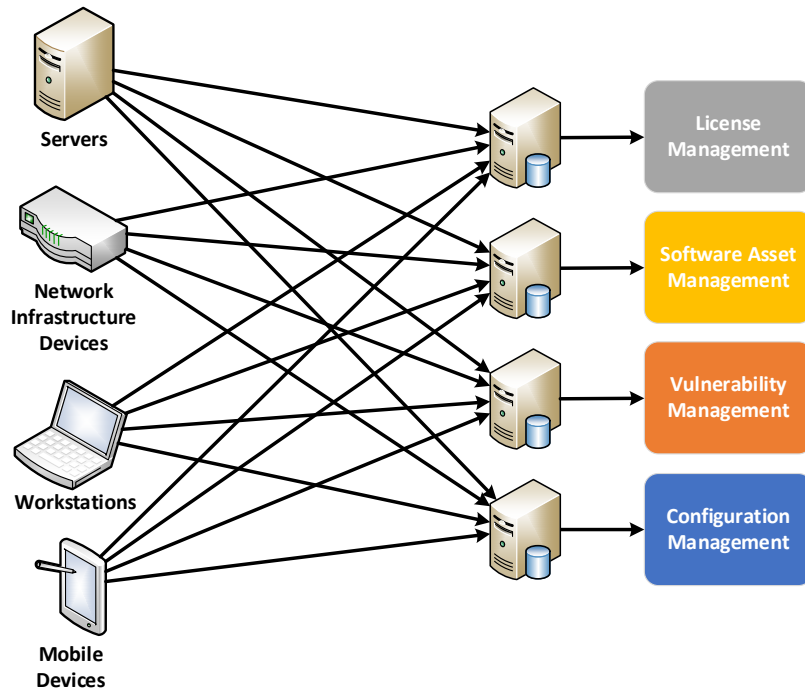 Servers
Network
Infrastructure
Devices
Workstations
Mobile
Devices
License
Management
Software Asset
Management
Vulnerability
Management
Configuration
Management